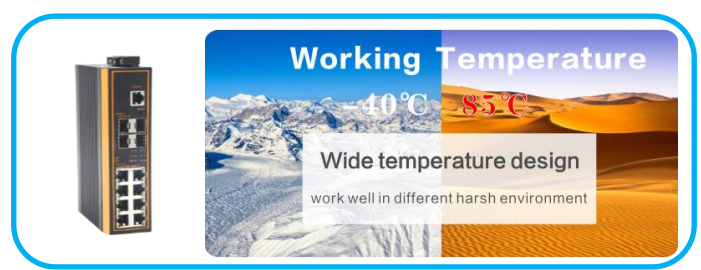 Working Temperature
-40℃ 85℃
Wide temperature design
work well in different harsh environment